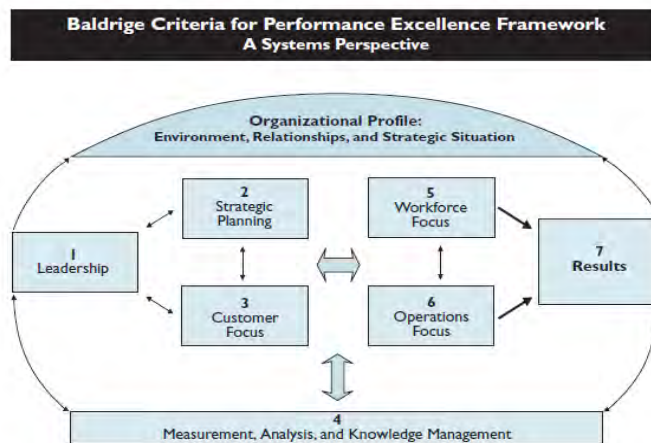 Baldrige Criteria for Performance Excellence Framework
A Systems Perspective
Organizational Profile:
Environment, Relationships, and Strategic Situation
2
Strategic
Planning
5
Workforce
Focus
1
Leadership
7
Results
3
Customer
Focus
6
Operations
Focus
4
Measurement, Analysis, and Knowledge Management